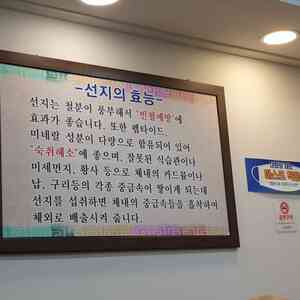 -선지의 효능-
선지는 철분이 풍부해서 '빈혈예방'에
효과가 좋습니다. 또한 펩타이드,
미네랄 성분이 다량으로 함유되어 있어
'숙취해소'에 좋으며, 잘못된 식습관이나
미세먼지, 황사 등으로 체내의 카드뮴이나
납, 구리등의 각종 중금속이 쌓이게 되는데
선지를 섭취하면 체내의 중금속들을 흡착하여
체외로 배출시켜 줍니다.